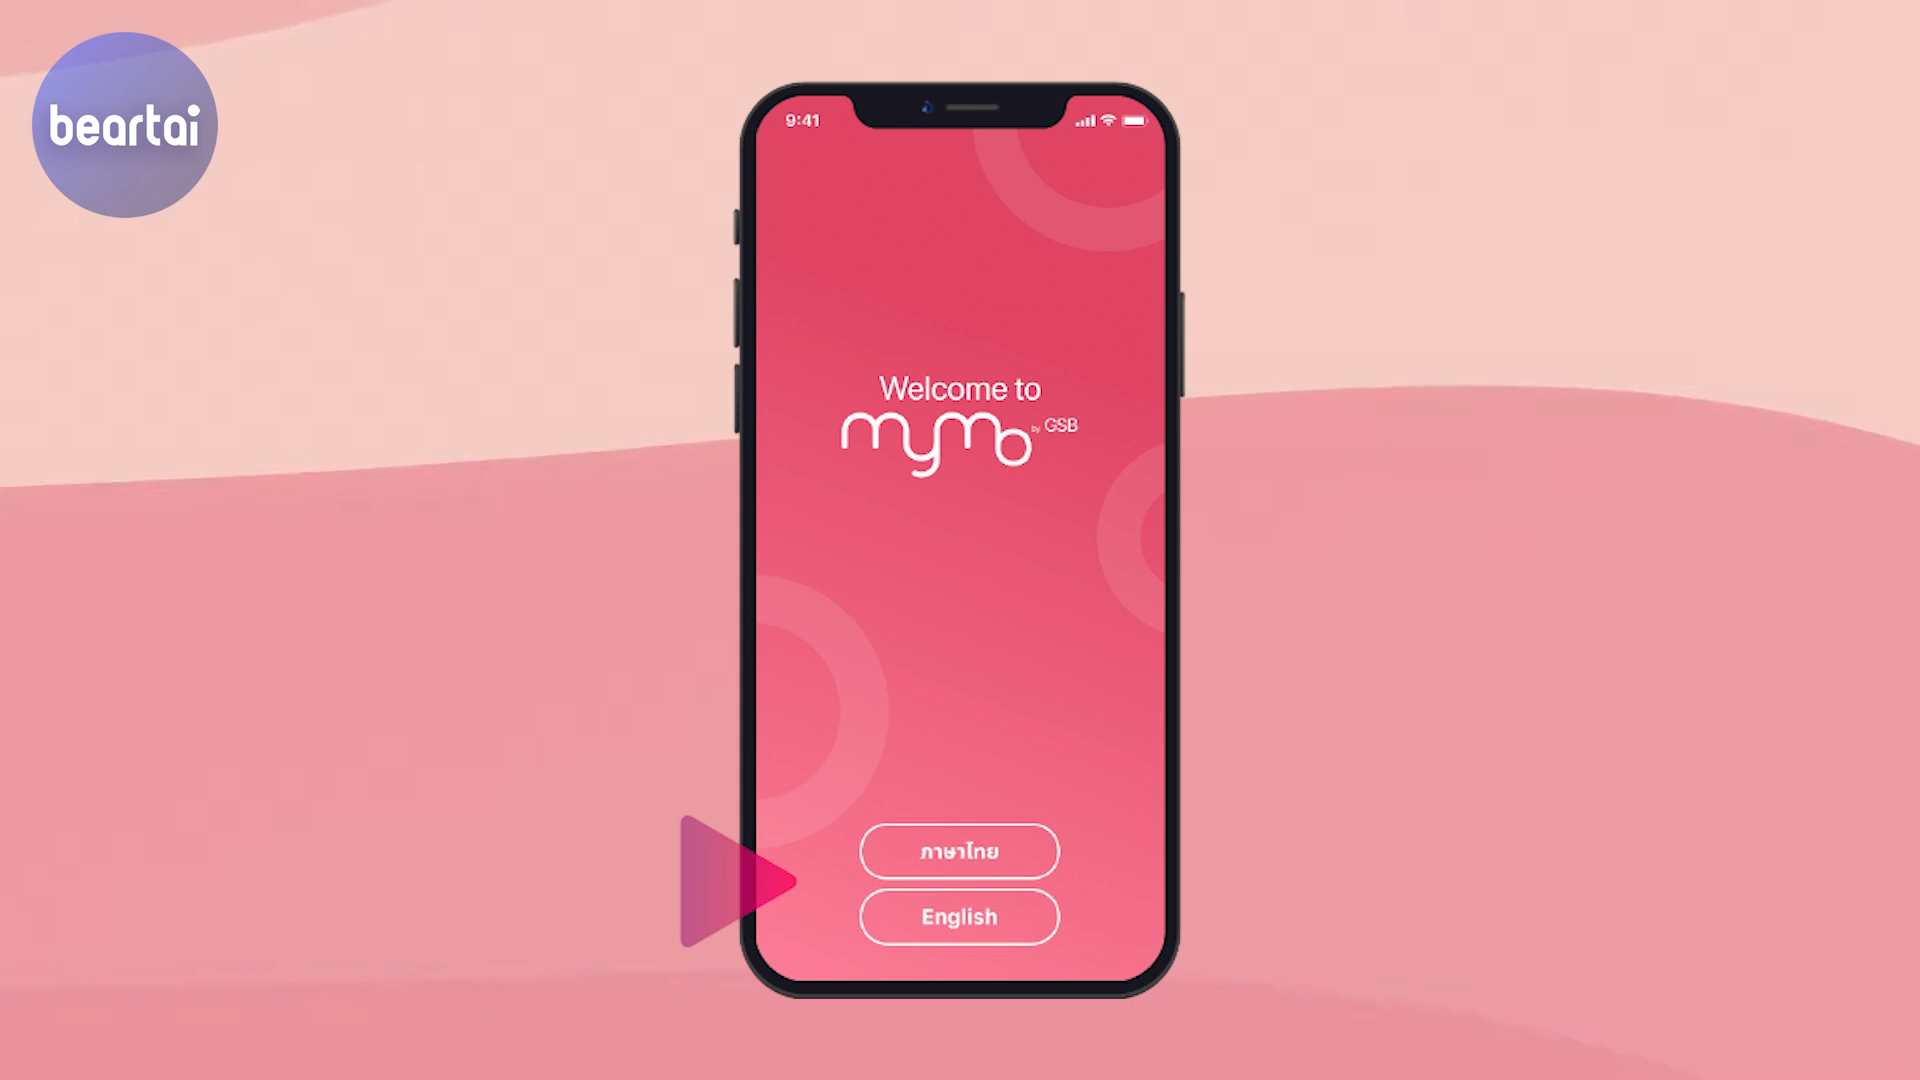 beartai
9:41
Welcome to
mymo by GSB
ภาษาไทย
English